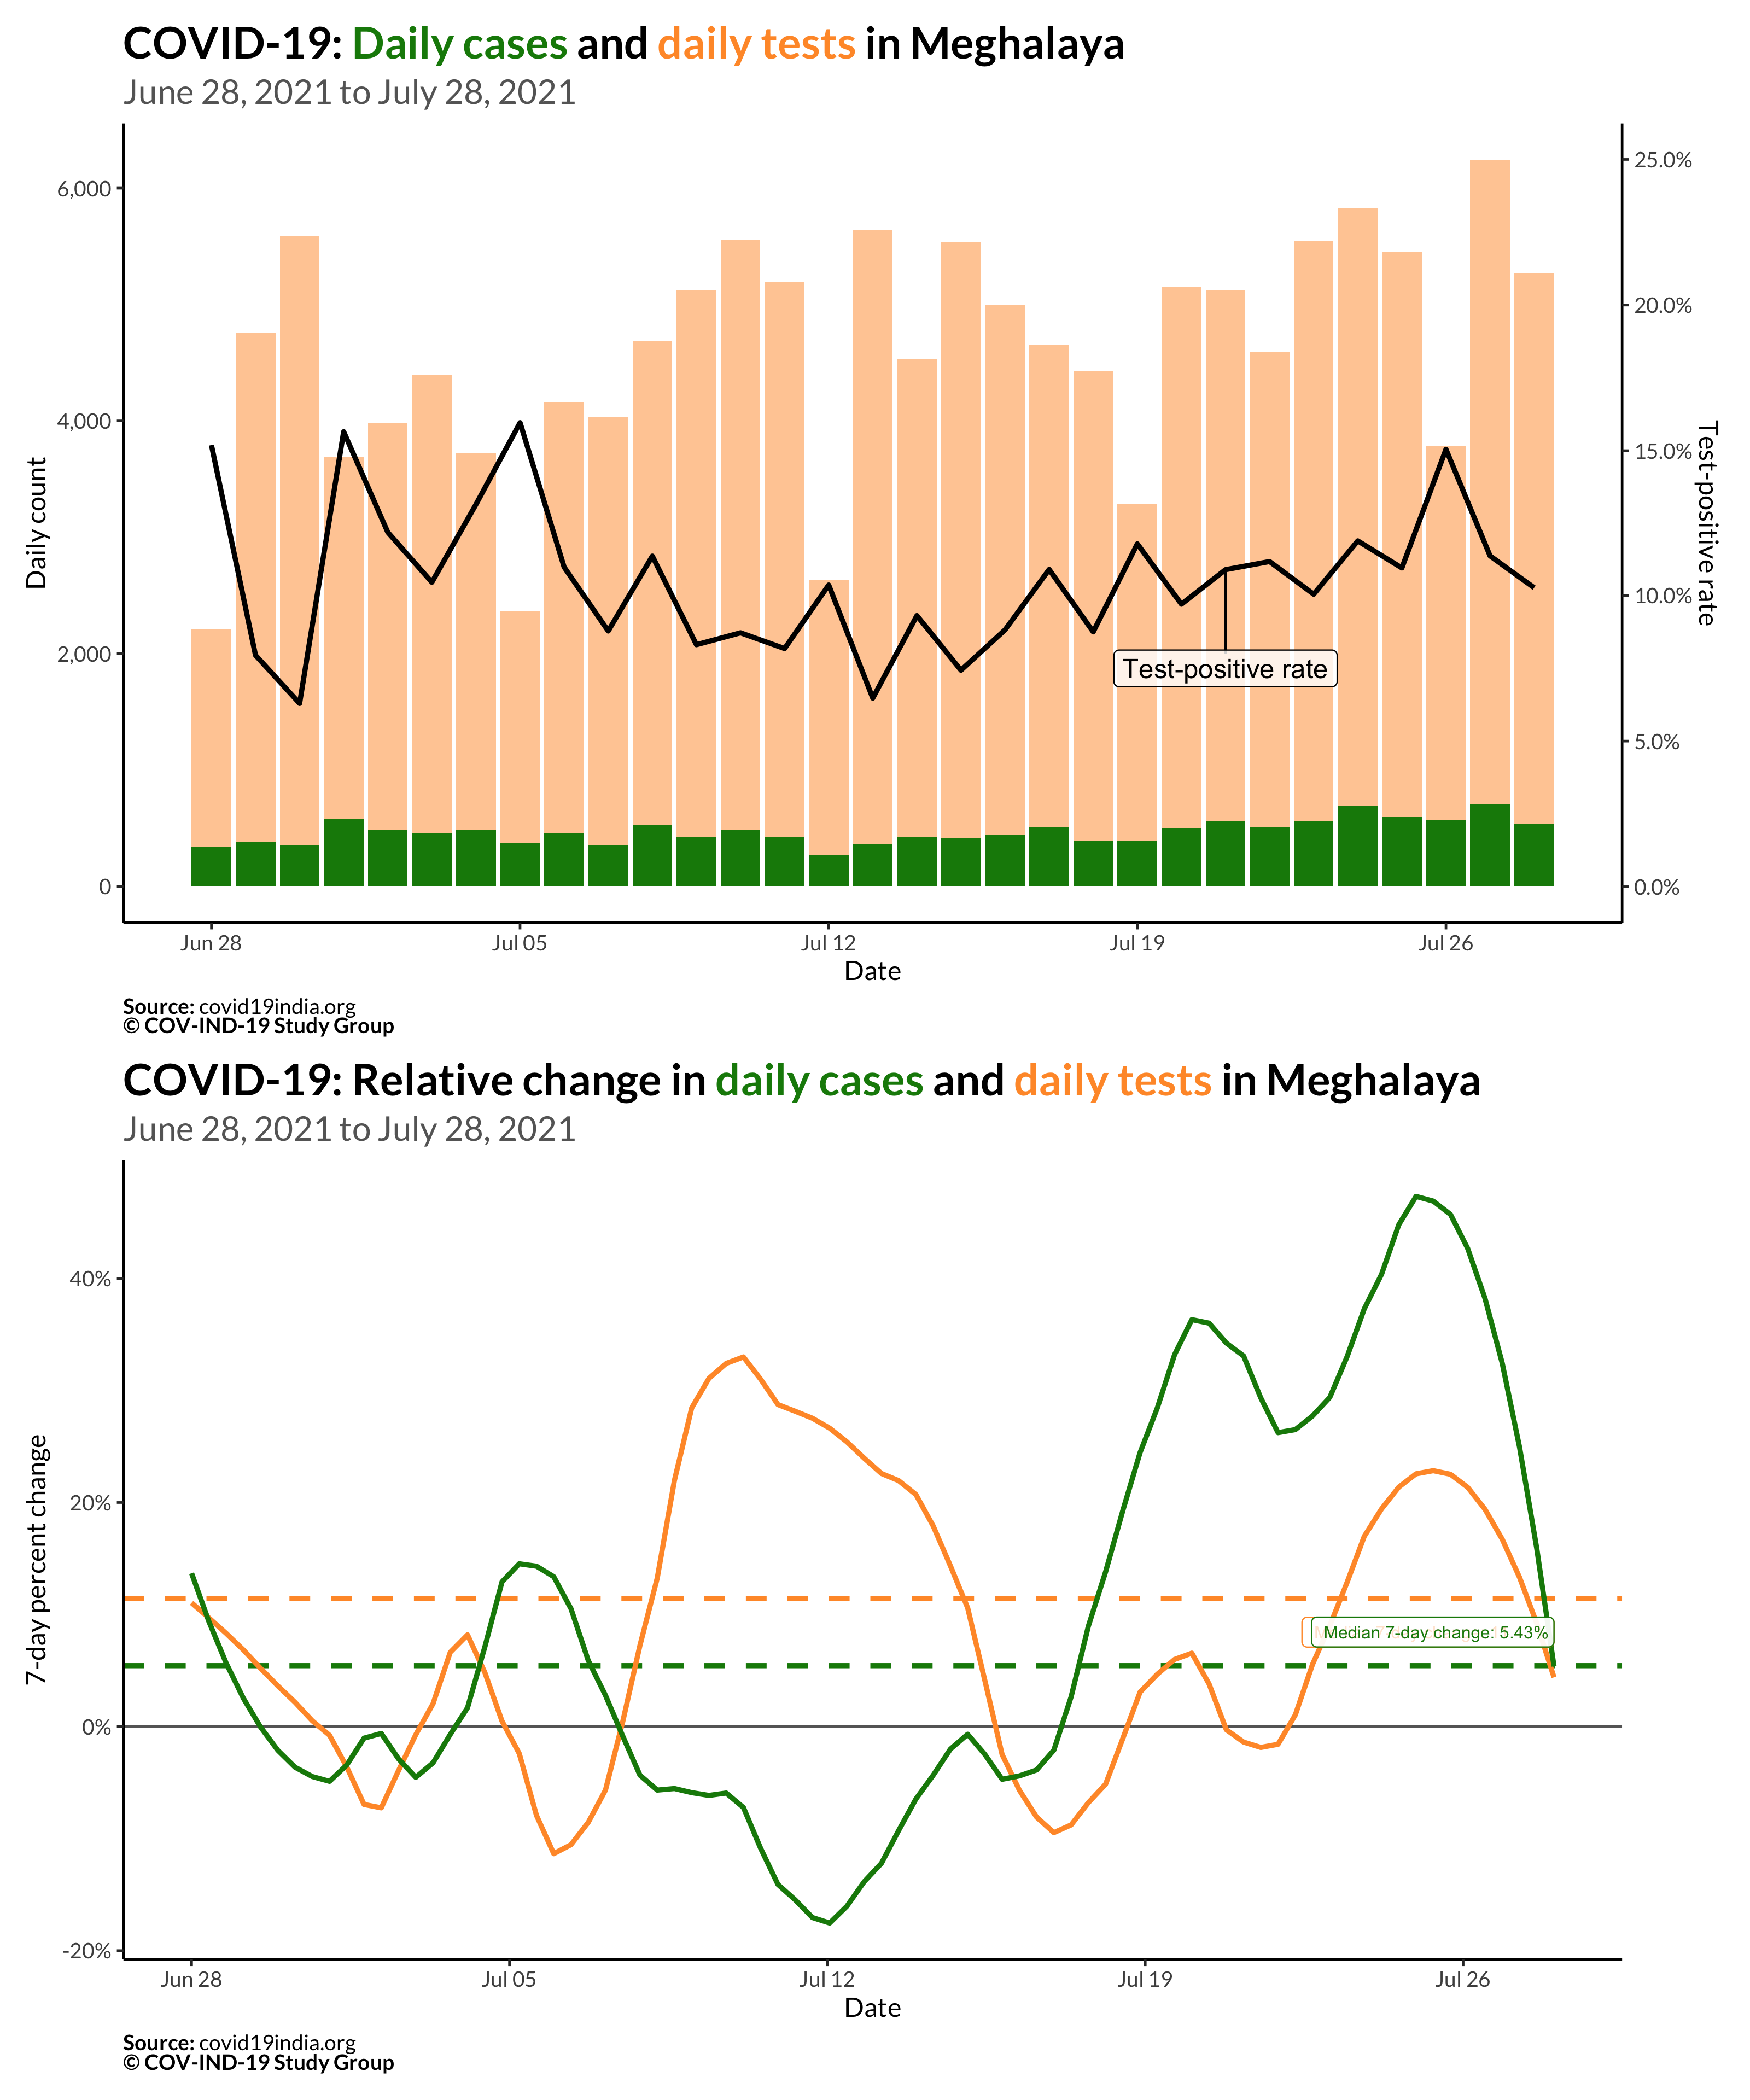 COVID-19: Daily cases and daily tests in Meghalaya
June 28, 2021 to July 28, 2021
Daily count
6,000
4,000
2,000
0
25.0%
20.0%
15.0%
10.0%
5.0%
0.0%
Test-positive rate
Test-positive rate
Jun 28
Jul 05
Jul 12
Jul 19
Jul 26
Date
Source: covid19india.org
© COV-IND-19 Study Group
COVID-19: Relative change in daily cases and daily tests in Meghalaya
June 28, 2021 to July 28, 2021
7-day percent change
40%
20%
0%
-20%
Median 7-day change: 5.43%
Jun 28
Jul 05
Jul 12
Jul 19
Jul 26
Date
Source: covid19india.org
© COV-IND-19 Study Group